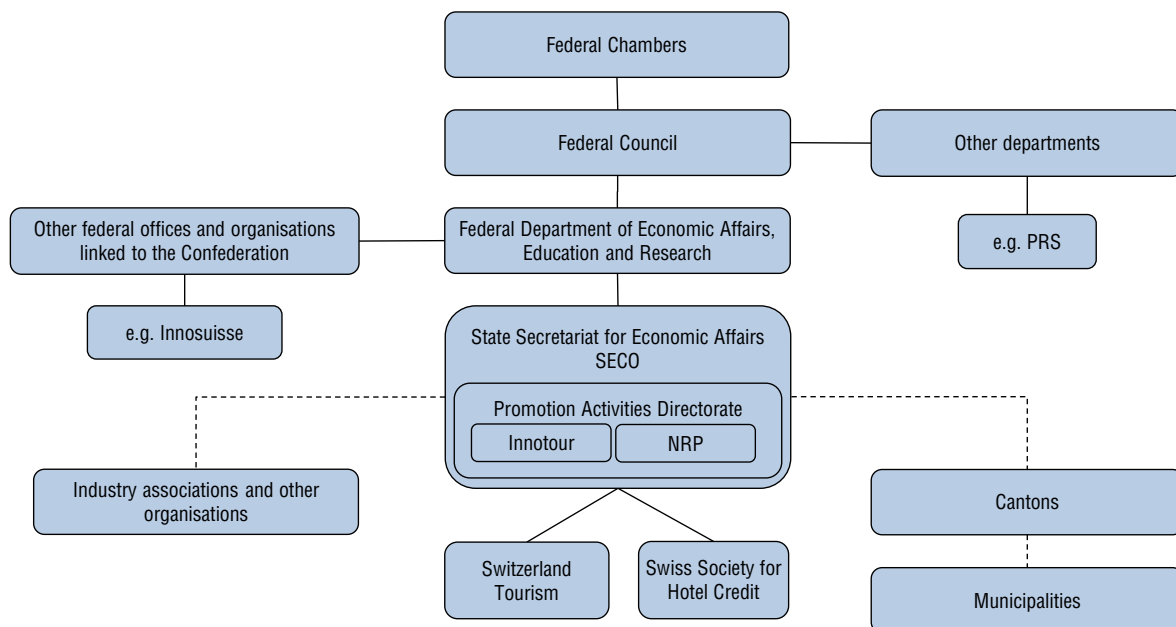 Federal Chambers
Federal Council
Other departments
Other federal offices and organisations
linked to the Confederation
Federal Department of Economic Affairs,
Education and Research
e.g. PRS
e.g. Innosuisse
State Secretariat for Economic Affairs
SECO
Promotion Activities Directorate
Innotour
NRP
Industry associations and other
organisations
Cantons
Switzerland
Tourism
Swiss Society for
Hotel Credit
Municipalities